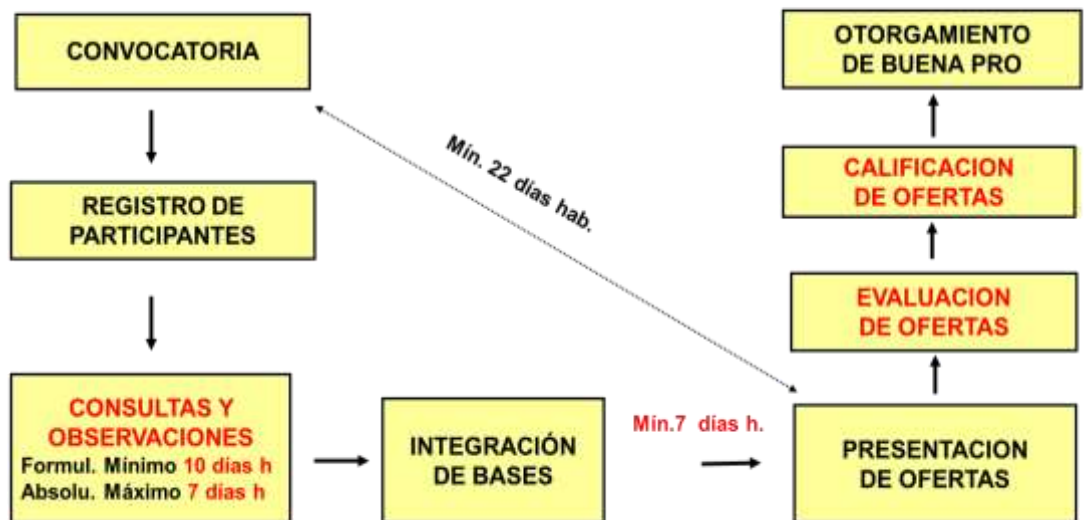 CONVOCATORIA
REGISTRO DE
PARTICIPANTES
CONSULTAS Y
OBSERVACIONES
Formul. Mínimo 10 días h
Absolu. Máximo 7 días h
INTEGRACIÓN
DE BASES
Mín.7 días h.
Mín. 22 días hab.
PRESENTACION
DE OFERTAS
EVALUACION
DE OFERTAS
CALIFICACION
DE OFERTAS
OTORGAMIENTO
DE BUENA PRO